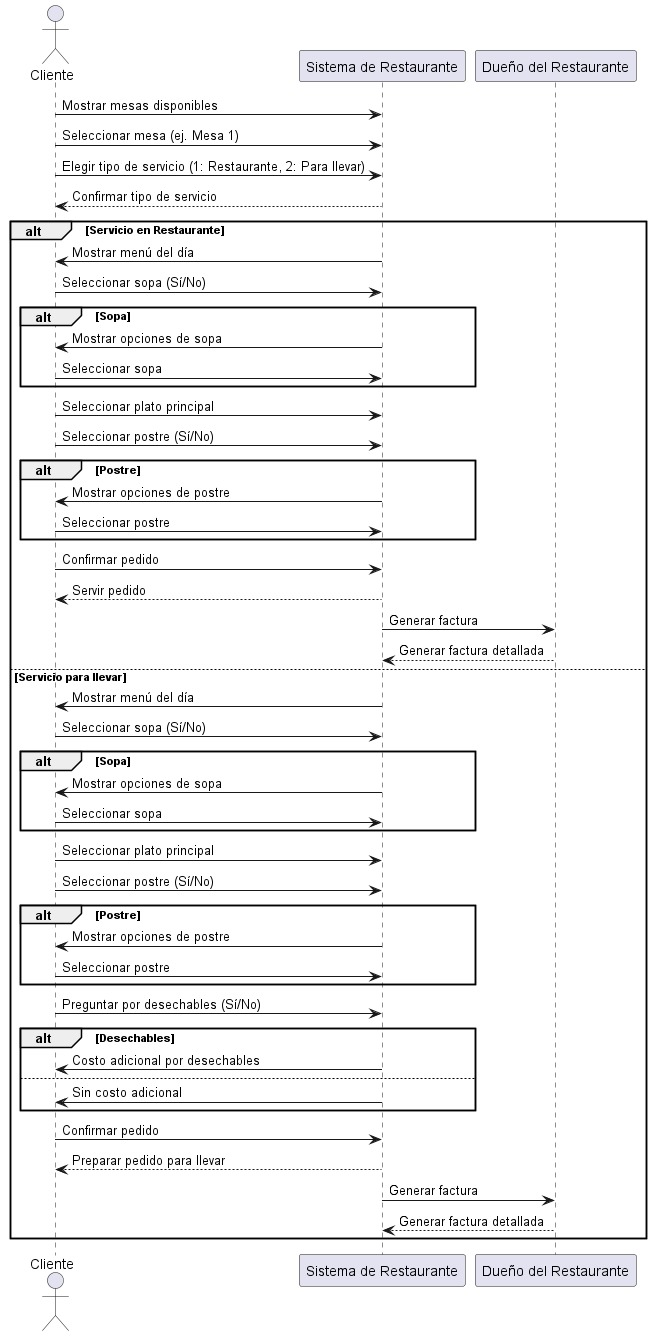 Cliente
Sistema de Restaurante
Dueño del Restaurante
Mostrar mesas disponibles
Seleccionar mesa (ej. Mesa 1)
Elegir tipo de servicio (1: Restaurante, 2: Para llevar)
Confirmar tipo de servicio
alt [Servicio en Restaurante]
Mostrar menú del día
Seleccionar sopa (Sí/No)
alt [Sopa]
Mostrar opciones de sopa
Seleccionar sopa
Seleccionar plato principal
Seleccionar postre (Sí/No)
alt [Postre]
Mostrar opciones de postre
Seleccionar postre
Confirmar pedido
Servir pedido
Generar factura
Generar factura detallada
[Servicio para llevar]
Mostrar menú del día
Seleccionar sopa (Sí/No)
alt [Sopa]
Mostrar opciones de sopa
Seleccionar sopa
Seleccionar plato principal
Seleccionar postre (Sí/No)
alt [Postre]
Mostrar opciones de postre
Seleccionar postre
Preguntar por desechables (Sí/No)
alt [Desechables]
Costo adicional por desechables
Sin costo adicional
Confirmar pedido
Preparar pedido para llevar
Generar factura
Generar factura detallada
Cliente
Sistema de Restaurante
Dueño del Restaurante